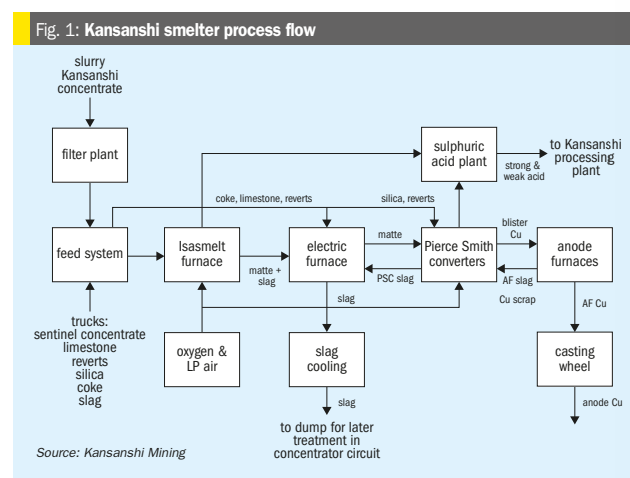 Fig. 1: Kansanshi smelter process flow
slurry
Kansanshi
concentrate
filter plant
sulphuric
acid plant
strong &
weak acid
to Kansanshi
processing
plant
coke, limestone, reverts
silica, reverts
feed system
Isasmelt
furnace
matte +
slag
electric
furnace
matte
PSC slag
Pierce Smith
converters
blister
Cu
AF slag
Cu scrap
anode
furnaces
AF Cu
slag
trucks:
sentinel concentrate
limestone
reverts
silica
coke
slag
oxygen &
LP air
slag
cooling
casting
wheel
slag
anode Cu
to dump for later
treatment in
concentrator circuit
Source: Kansanshi Mining